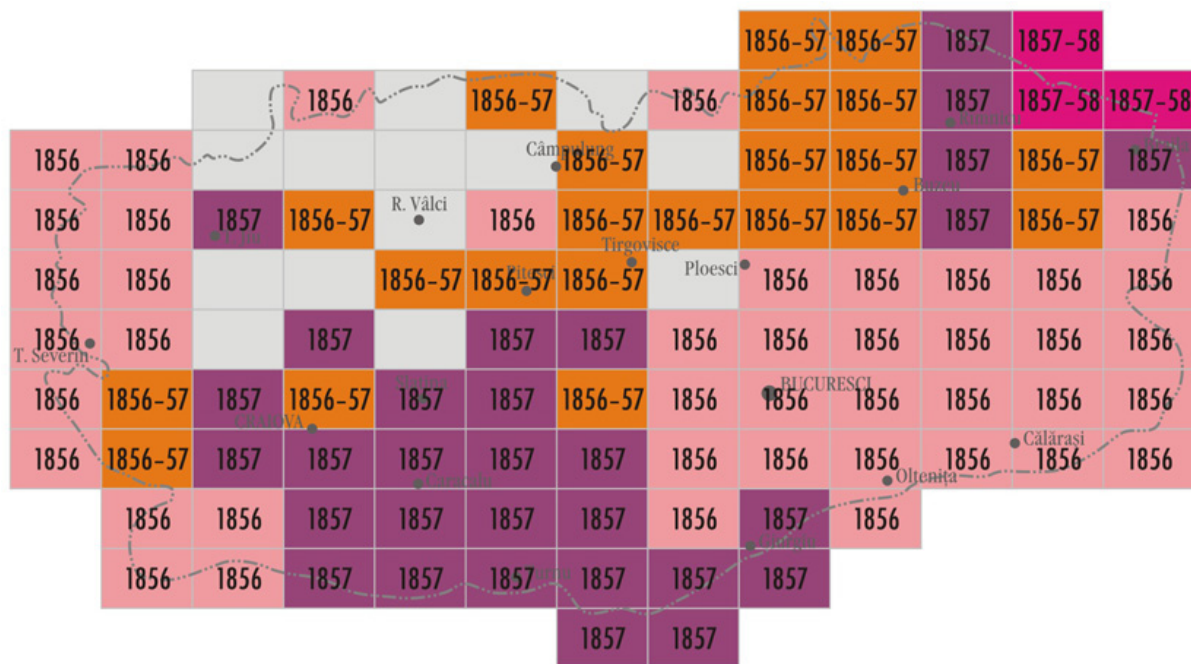 1856-57 1856-57 1857 1857-58
1856 1856-57 1856 1856-57 1856-57 1857 1857-58 1857-58
Rimnicu
1856 1856 Câmpulung 1856-57 1856-57 1856-57 1857 1856-57 1857
Buzeu
1856 1856 1857 1856-57 R. Vâlci 1856 1856-57 1856-57 1856-57 1856-57 1857 1856-57 1856
T. Jiu
Tirgovisce
1856 1856 1856-57 1856-57 1856-57 Ploesci 1856 1856 1856 1856 1856
Pitesci
1856 1856 1857 1857 1857 1856 1856 1856 1856 1856 1856
T. Severin
1856 1856-57 1857 1856-57 1857 1857 1856-57 1856 1856 1856 1856 1856 1856
Slatina BUCURESCI
CRAIOVA
Călărași
1856 1856-57 1857 1857 1857 1857 1857 1856 1856 1856 1856 1856 1856
Caracalu Oltenița
1856 1856 1857 1857 1857 1857 1856 1857 1856
Giurgiu
1856 1856 1857 1857 1857 1857 1857 1857
Turnu
1857 1857